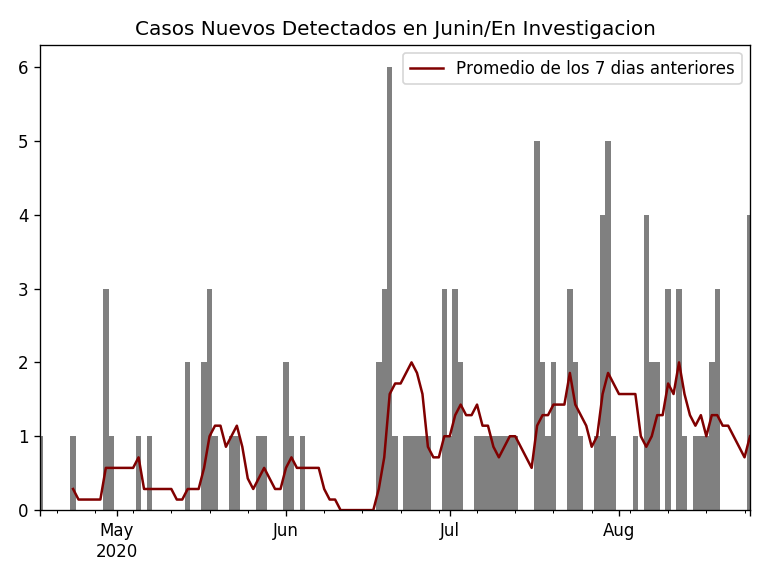 Casos Nuevos Detectados en Junin/En Investigacion
Promedio de los 7 dias anteriores
6
5
4
3
2
1
0
May
2020
Jun
Jul
Aug